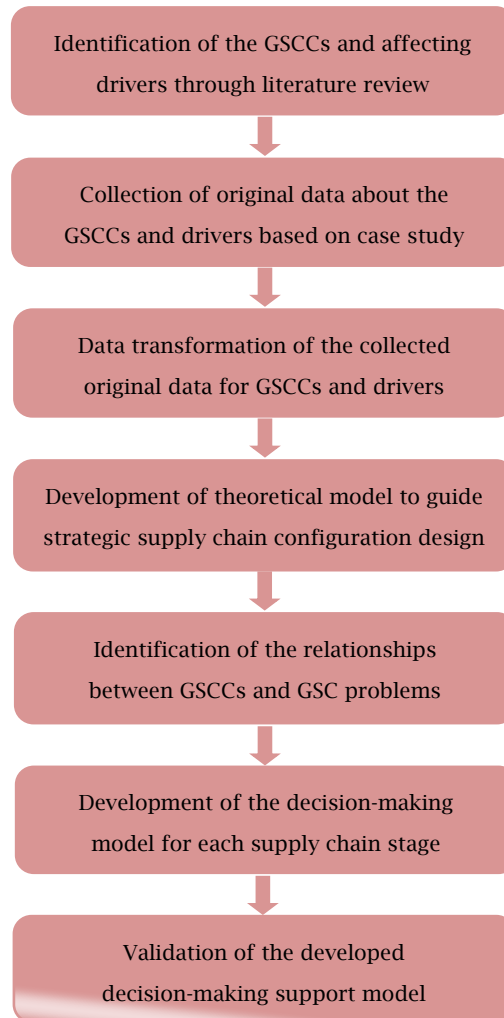 Identification of the GSCCs and affecting
drivers through literature review
Collection of original data about the
GSCCs and drivers based on case study
Data transformation of the collected
original data for GSCCs and drivers
Development of theoretical model to guide
strategic supply chain configuration design
Identification of the relationships
between GSCCs and GSC problems
Development of the decision-making
model for each supply chain stage
Validation of the developed
decision-making support model